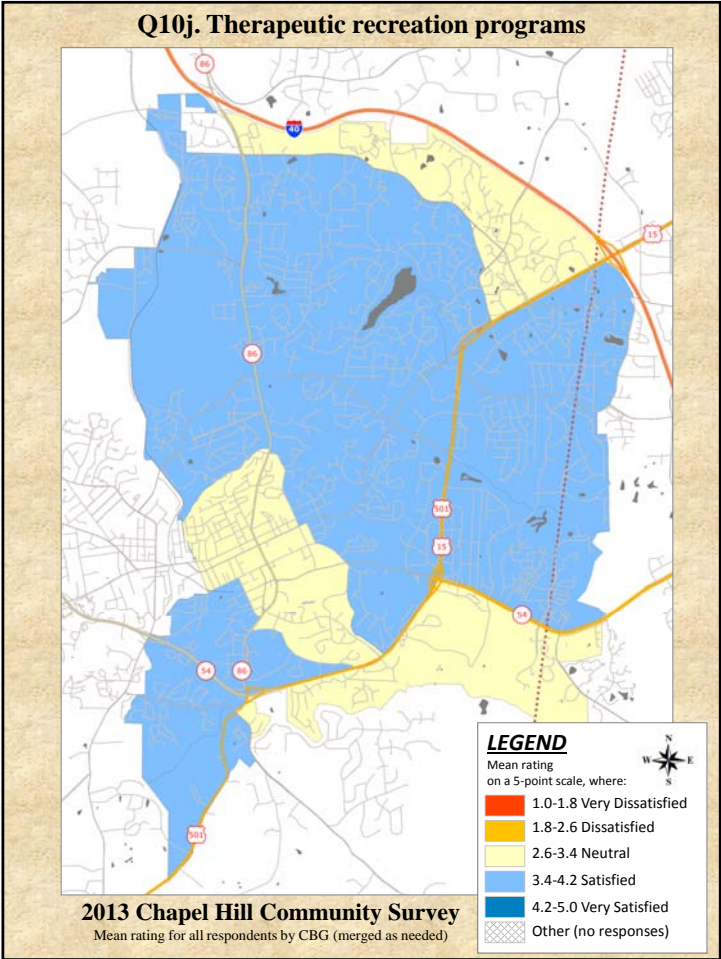 Q10j. Therapeutic recreation programs
86
40
15
86
501
15
54
54
86
501
LEGEND
Mean rating
on a 5-point scale, where:
N
W E
S
1.0-1.8 Very Dissatisfied
1.8-2.6 Dissatisfied
2.6-3.4 Neutral
3.4-4.2 Satisfied
4.2-5.0 Very Satisfied
Other (no responses)
2013 Chapel Hill Community Survey
Mean rating for all respondents by CBG (merged as needed)